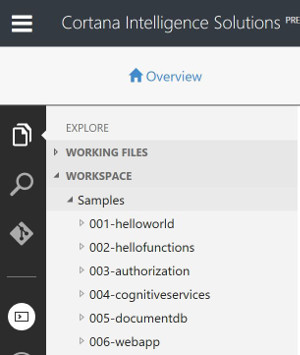 Cortana Intelligence Solutions PRE
Overview
EXPLORE
WORKING FILES
WORKSPACE
Samples
001-helloworld
002-hellofunctions
003-authorization
004-cognitiveservices
005-documentdb
006-webapp